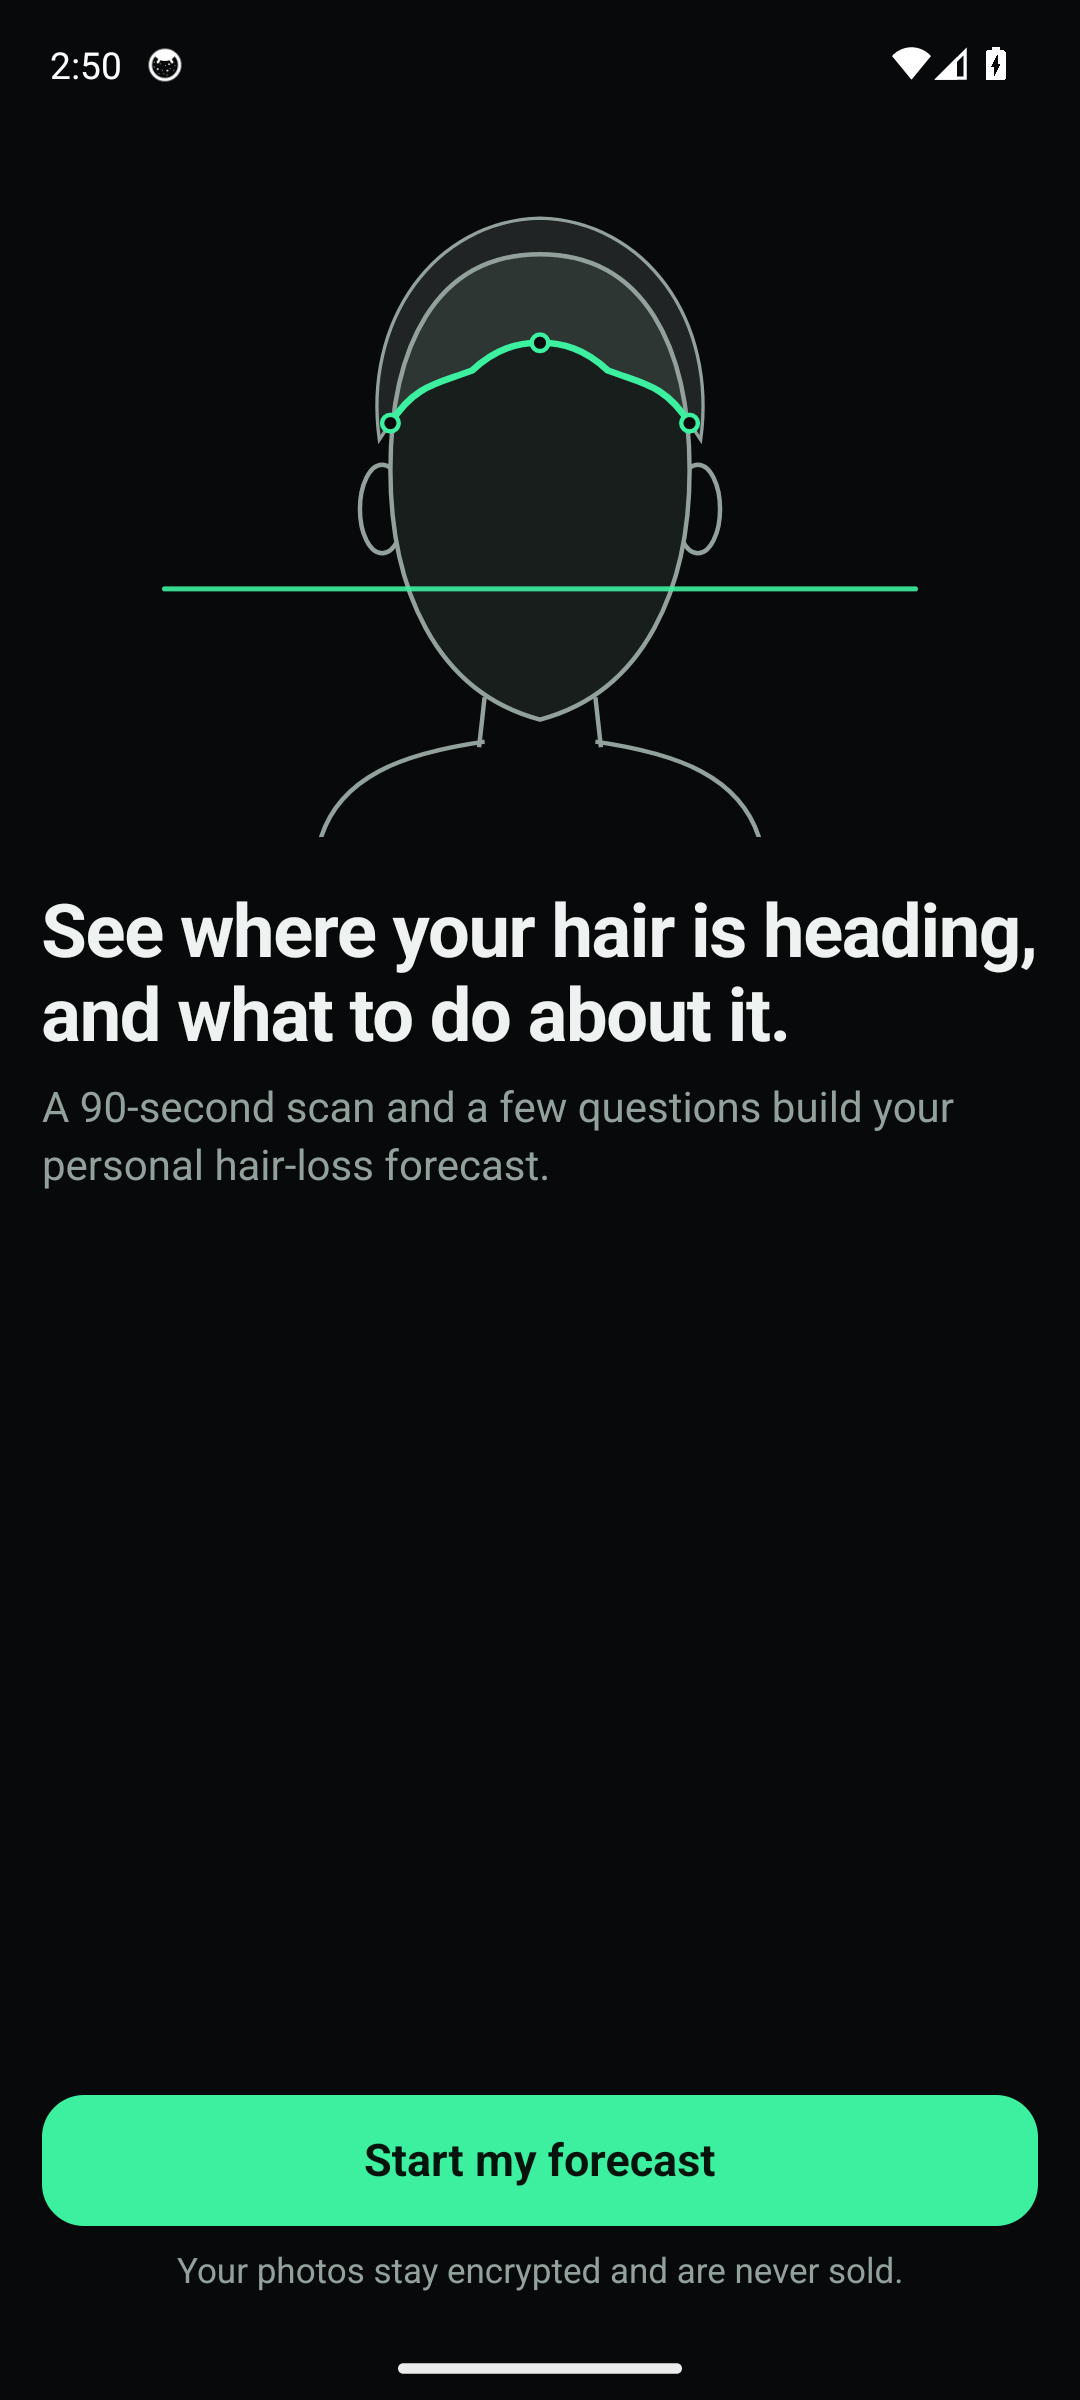 2:50
See where your hair is heading,
and what to do about it.
A 90-second scan and a few questions build your
personal hair-loss forecast.
Start my forecast
Your photos stay encrypted and are never sold.